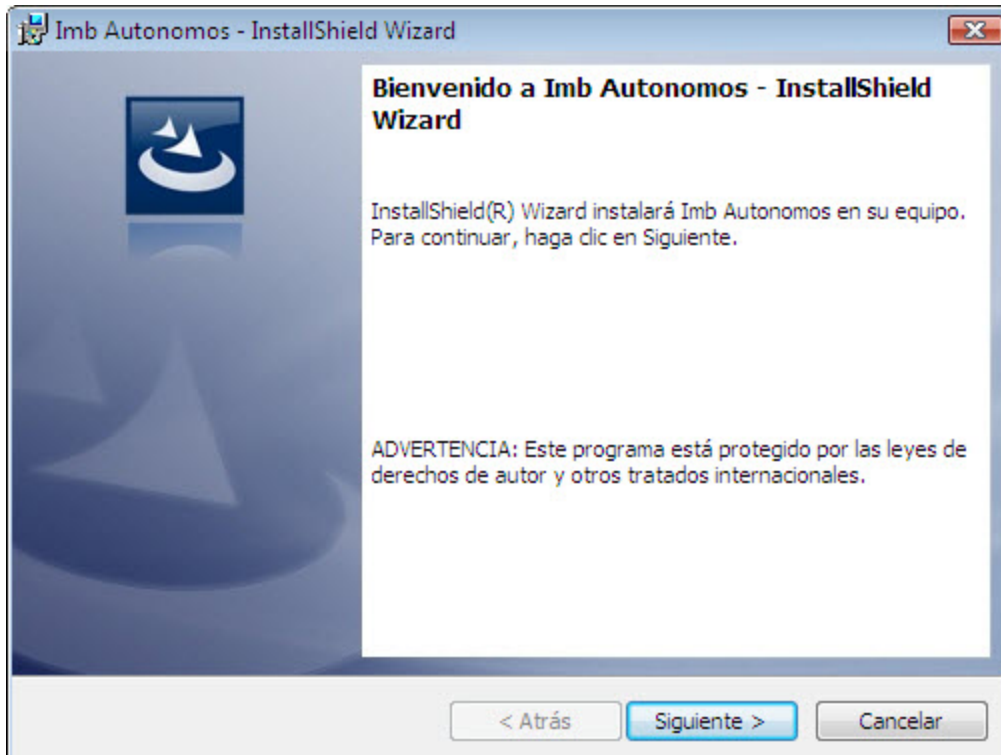 Imb Autonomos - InstallShield Wizard
Bienvenido a Imb Autonomos - InstallShield
Wizard
InstallShield(R) Wizard instalará Imb Autonomos en su equipo.
Para continuar, haga clic en Siguiente.
ADVERTENCIA: Este programa está protegido por las leyes de
derechos de autor y otros tratados internacionales.
< Atrás
Siguiente >
Cancelar